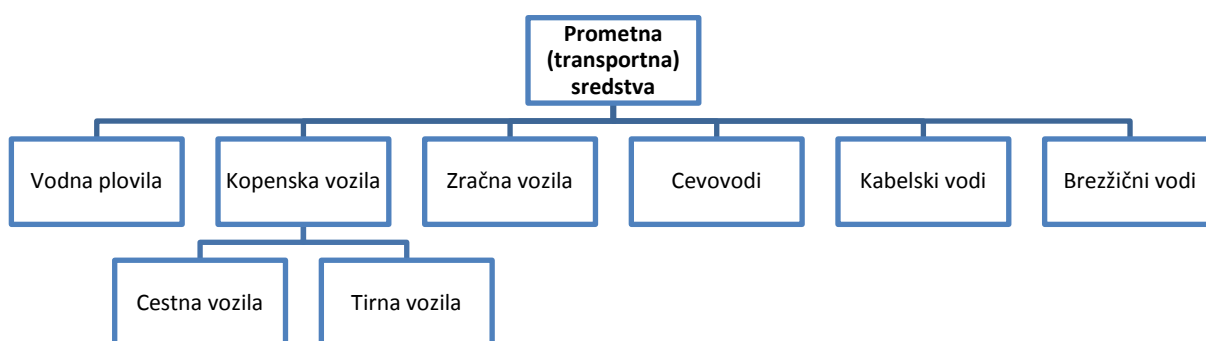 Prometna
(transportna)
sredstva
Vodna plovila
Kopenska vozila
Zračna vozila
Cevovodi
Kabelski vodi
Brezžični vodi
Cestna vozila
Tirna vozila